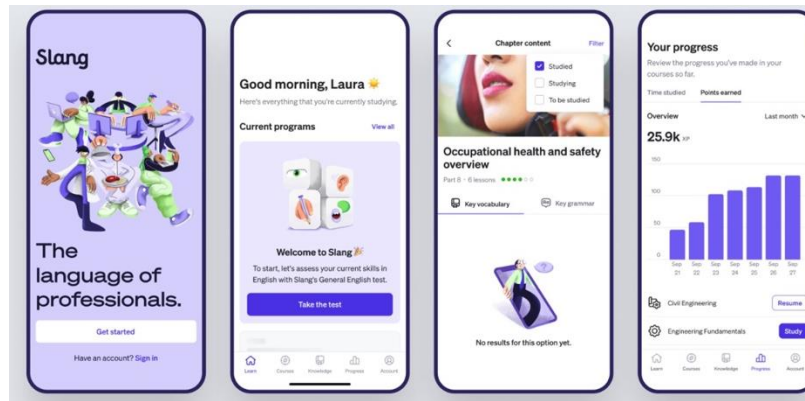 Slang
The
language of
professionals.
Get started
Have an account? Sign in
Good morning, Laura
Here's everything that you're currently studying.
Current programs
View all
Welcome to Slang
To start, let's assess your current skills in
English with Slang's General English test.
Take the test
Learn
Courses
Knowledge
Progress
Account
Chapter content
Filter
Studied
Studying
To be studied
Occupational health and safety
overview
Part 6 - 6 lessons
Key vocabulary
Key grammar
No results for this option yet.
Your progress
Review the progress you've made in your
courses so far.
Time studied
Points earned
Overview
Last month
25.9k XP
150
100
50
0
Sep
21
Sep
22
Sep
23
Sep
24
Sep
25
Sep
26
Sep
27
Civil Engineering
Resume
Engineering Fundamentals
Study
Learn
Courses
Knowledge
Progress
Account